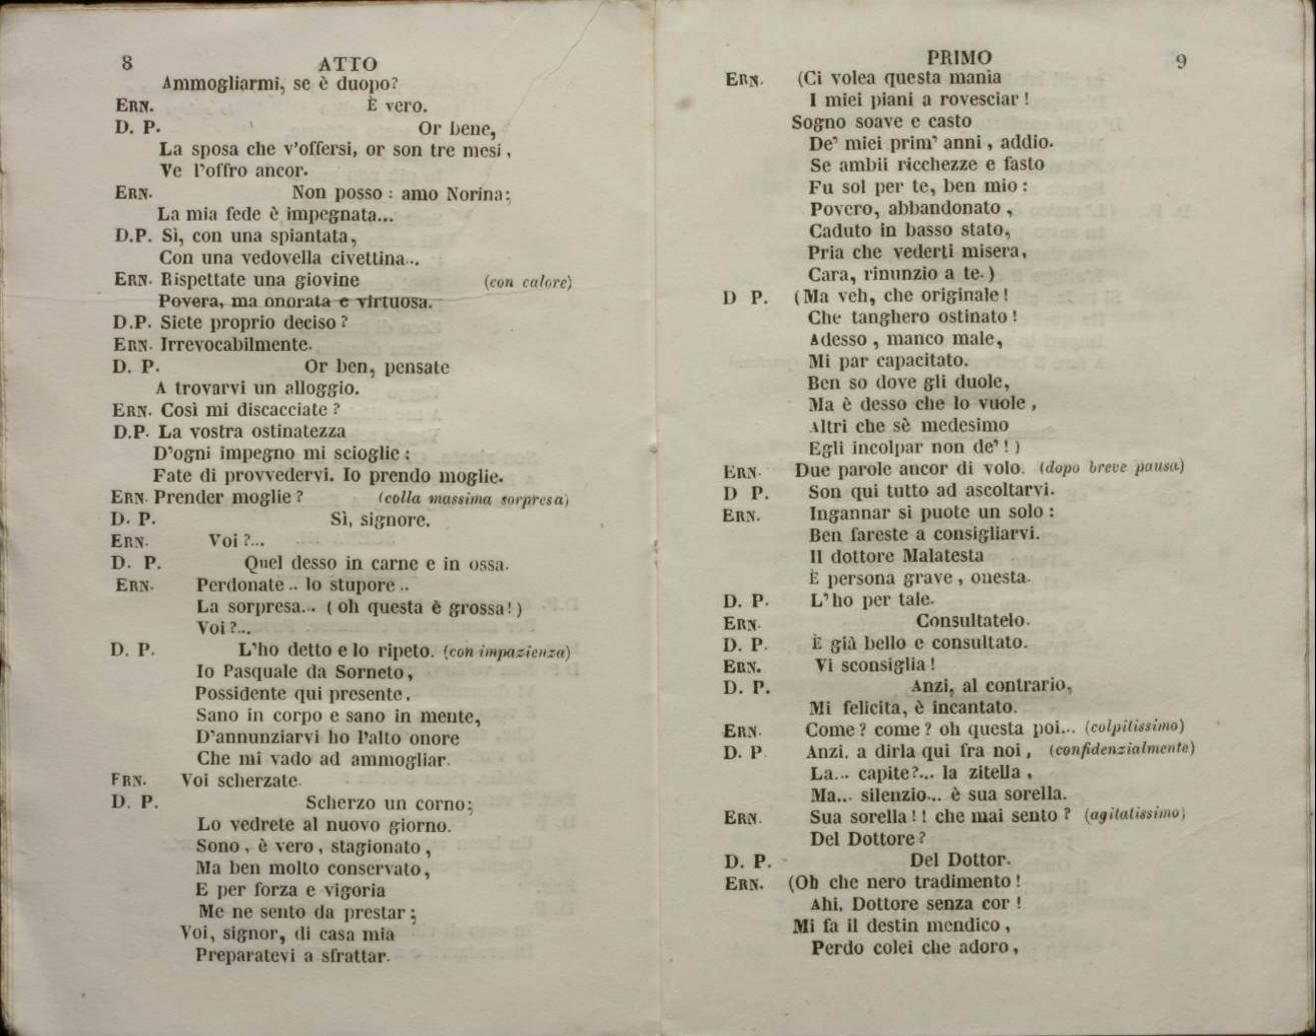 8 ATTO
Ammogliarmi, se è duopo?
ERN. È vero.
D. P. Or bene,
La sposa che v'offersi, or son tre mesi,
Ve l'offro ancor.
ERN. Non posso: amo Norina;
La mia fede è impegnata...
D.P. Sì, con una spiantata,
Con una vedovella civettina...
ERN. Rispettate una giovine (con calore)
Povera, ma onorata e virtuosa.
D.P. Siete proprio deciso?
ERN. Irrevocabilmente.
D. P. Or ben, pensate
A trovarvi un alloggio.
ERN. Così mi discacciate?
D.P. La vostra ostinatezza
D'ogni impegno mi scioglie:
Fate di provvedervi. Io prendo moglie.
ERN. Prender moglie? (colla massima sorpresa)
D. P. Sì, signore.
ERN. Voi?...
D. P. Quel desso in carne e in ossa.
ERN. Perdonate.. lo stupore..
La sorpresa... (oh questa è grossa!)
Voi?...
D. P. L'ho detto e lo ripeto. (con impazienza)
Io Pasquale da Sorneto,
Possidente qui presente,
Sano in corpo e sano in mente,
D'annunziarvi ho l'alto onore
Che mi vado ad ammogliar.
ERN. Voi scherzate.
D. P. Scherzo un corno;
Lo vedrete al nuovo giorno.
Sono, è vero, stagionato,
Ma ben molto conservato,
E per forza e vigoria
Me ne sento da prestar;
Voi, signor, di casa mia
Preparatevi a sfrattar.
PRIMO 9
ERN. (Ci volea questa mania
I miei piani a rovesciar!
Sogno soave e casto
De' miei prim' anni, addio.
Se ambii ricchezze e fasto
Fu sol per te, ben mio:
Povero, abbandonato,
Caduto in basso stato,
Pria che vederti misera,
Cara, rinunzio a te.)
D P. (Ma veh, che originale!
Che tanghero ostinato!
Adesso, manco male,
Mi par capacitato.
Ben so dove gli duole,
Ma è desso che lo vuole,
Altri che sè medesimo
Egli incolpar non de'!)
ERN. Due parole ancor di volo. (dopo breve pausa)
D P. Son qui tutto ad ascoltarvi.
ERN. Ingannar si puote un solo:
Ben fareste a consigliarvi.
Il dottore Malatesta
È persona grave, onesta.
D. P. L'ho per tale.
ERN. Consultatelo.
D. P. È già bello e consultato.
ERN. Vi sconsiglia!
D. P. Anzi, al contrario,
Mi felicita, è incantato.
ERN. Come? come? oh questa poi... (colpitissimo)
D. P. Anzi, a dirla qui fra noi, (confidenzialmente)
La... capite?... la zitella,
Ma... silenzio... è sua sorella.
ERN. Sua sorella!! che mai sento? (agitatissimo)
Del Dottore?
D. P. Del Dottor.
ERN. (Oh che nero tradimento!
Ahi, Dottore senza cor!
Mi fa il destin mendico,
Perdo colei che adoro,